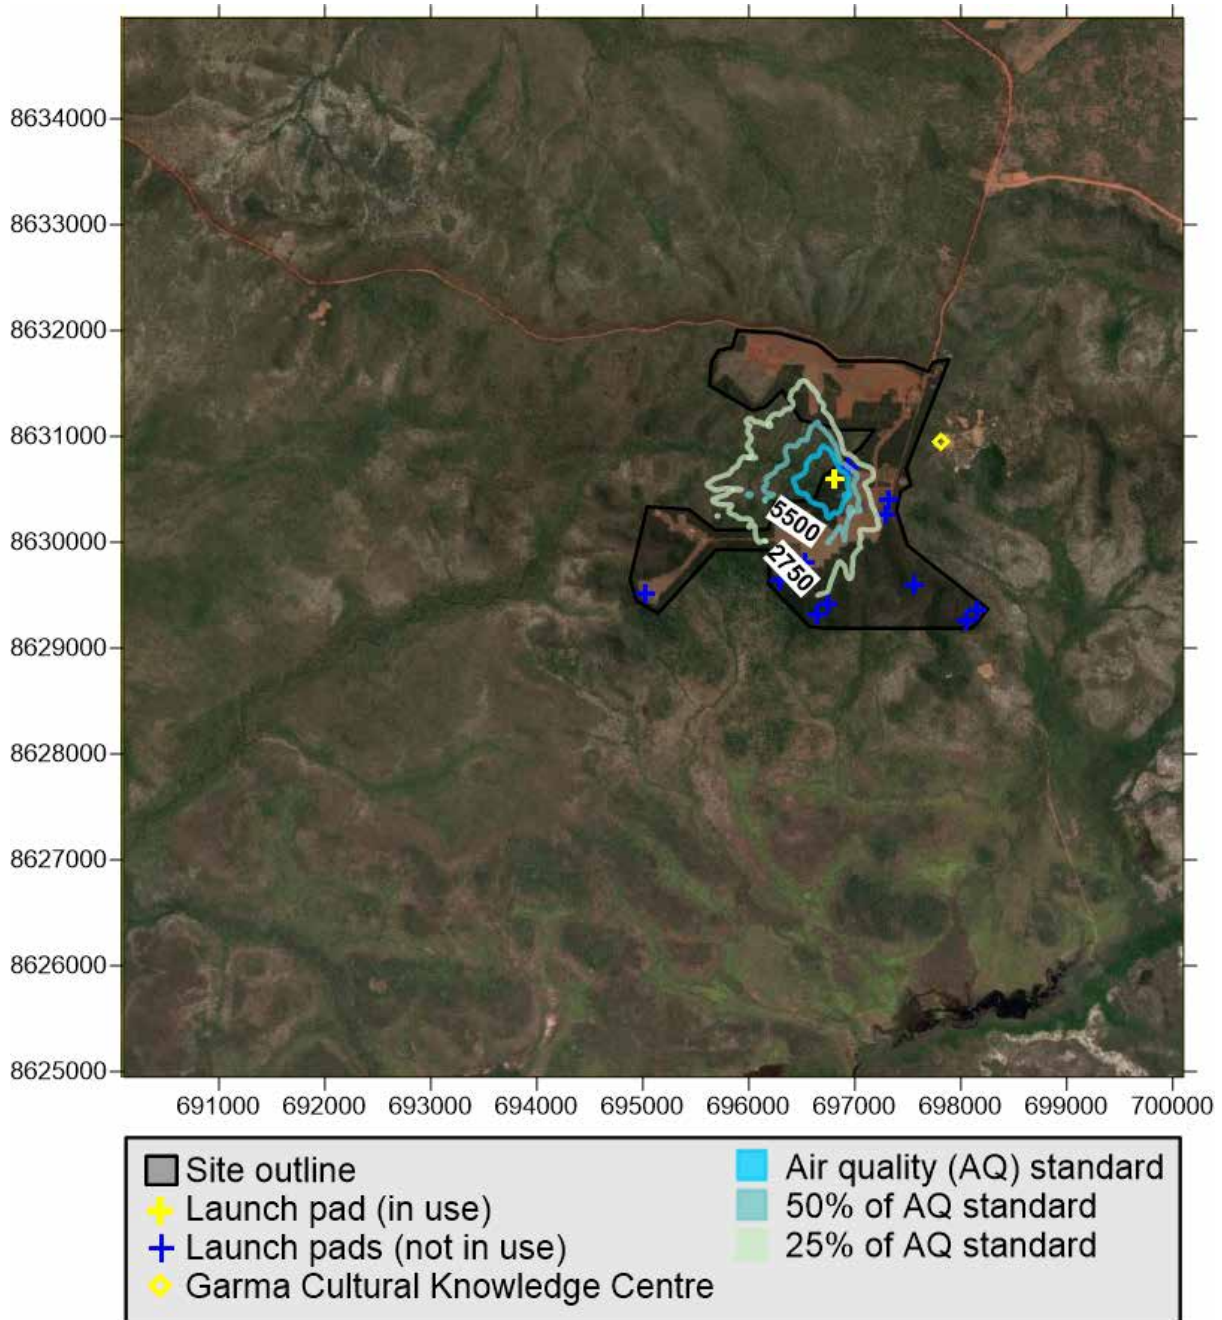 8634000
8633000
8632000
8631000
8630000
8629000
8628000
8627000
8626000
8625000
5500
2750
691000 692000 693000 694000 695000 696000 697000 698000 699000 700000
Site outline
Launch pad (in use)
Launch pads (not in use)
Garma Cultural Knowledge Centre
Air quality (AQ) standard
50% of AQ standard
25% of AQ standard